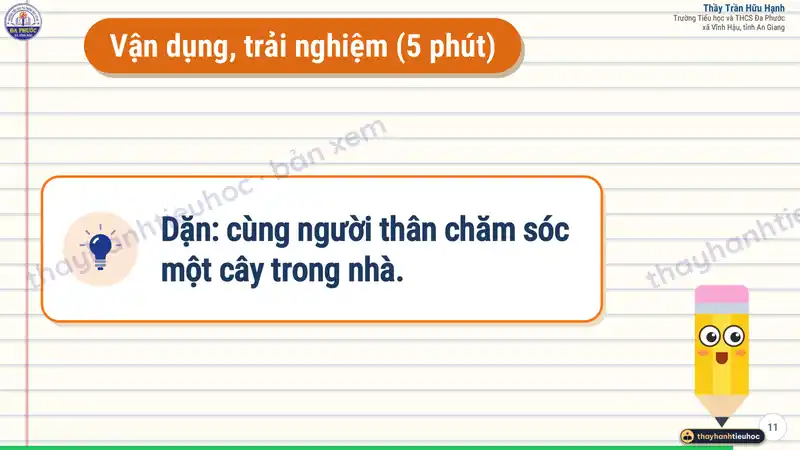 Thầy Trần Hữu Hạnh
Trường Tiểu học và THCS Đa Phước
xã Vĩnh Hậu, tỉnh An Giang
ĐA PHƯỚC
Vận dụng, trải nghiệm (5 phút)
thayhanhtieuhoc · bản xem
Dặn: cùng người thân chăm sóc
một cây trong nhà.
thayhanhtie
thayhanhtieuhoc
11